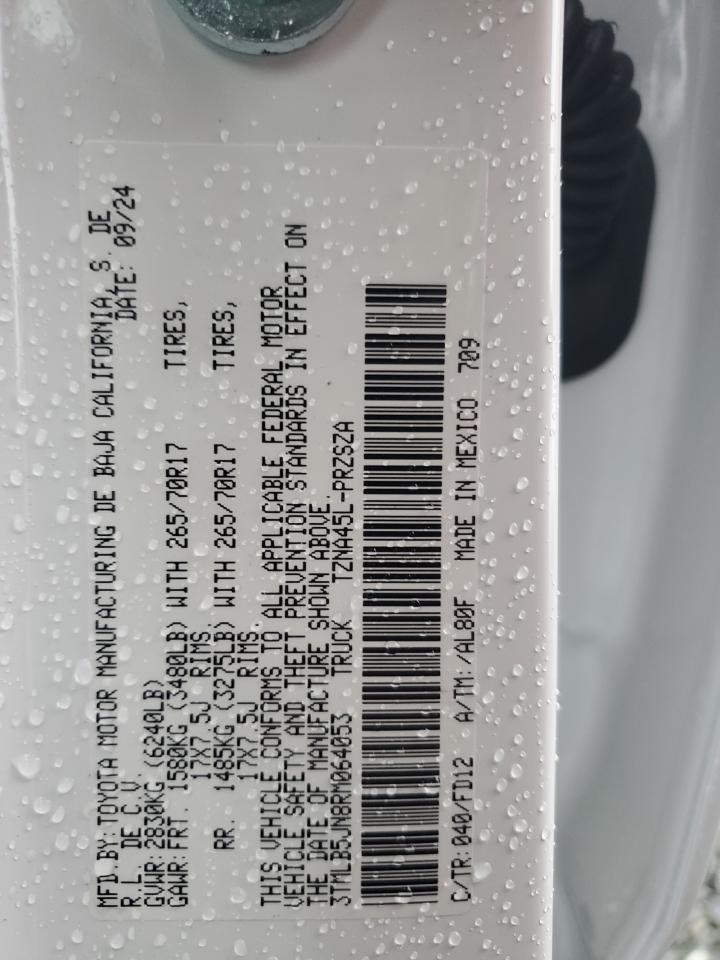 MFD.BY:TOYOTA MOTOR MANUFACTURING DE BAJA CALIFORNIA, S. DE
R.L. DE C.V. DATE: 09/24
GVWR:2830KG (6240LB)
GAWR:FRT. 1580KG (3480LB) WITH 265/70R17 TIRES,
17X7.5J RIMS.
RR. 1485KG (3275LB) WITH 265/70R17 TIRES,
17X7.5J RIMS.
THIS VEHICLE CONFORMS TO ALL APPLICABLE FEDERAL MOTOR
VEHICLE SAFETY AND THEFT PREVENTION STANDARDS IN EFFECT ON
THE DATE OF MANUFACTURE SHOWN ABOVE.
3TMLB5JN8RM064053 TRUCK TZNA45L-PRZSZA
C/TR:040/FD12 A/TM:/AL80F MADE IN MEXICO 709